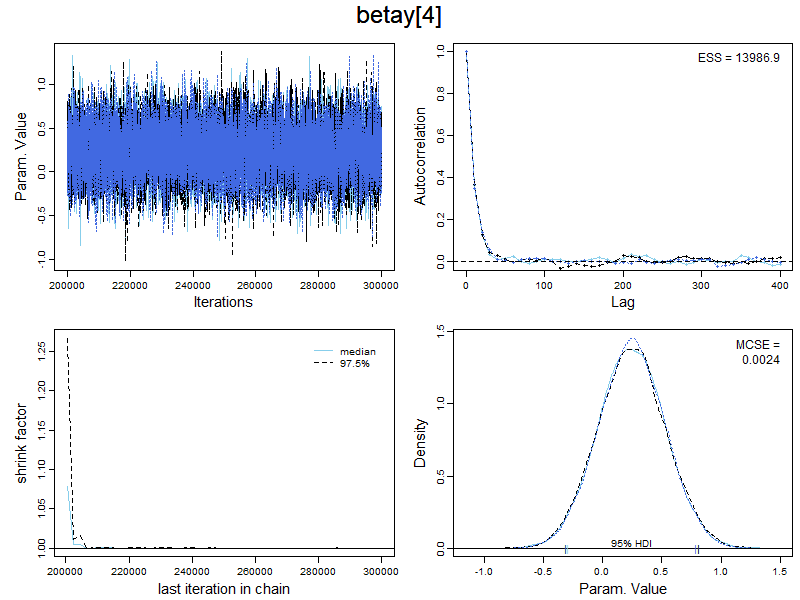 betay[4]
Param. Value
-1.0 -0.5 0.0 0.5 1.0
200000 220000 240000 260000 280000 300000
Iterations
Autocorrelation
0.0 0.2 0.4 0.6 0.8 1.0
ESS = 13986.9
0 100 200 300 400
Lag
shrink factor
1.00 1.05 1.10 1.15 1.20 1.25
median
97.5%
200000 220000 240000 260000 280000 300000
last iteration in chain
Density
0.0 0.5 1.0 1.5
MCSE =
0.0024
95% HDI
-1.0 -0.5 0.0 0.5 1.0 1.5
Param. Value